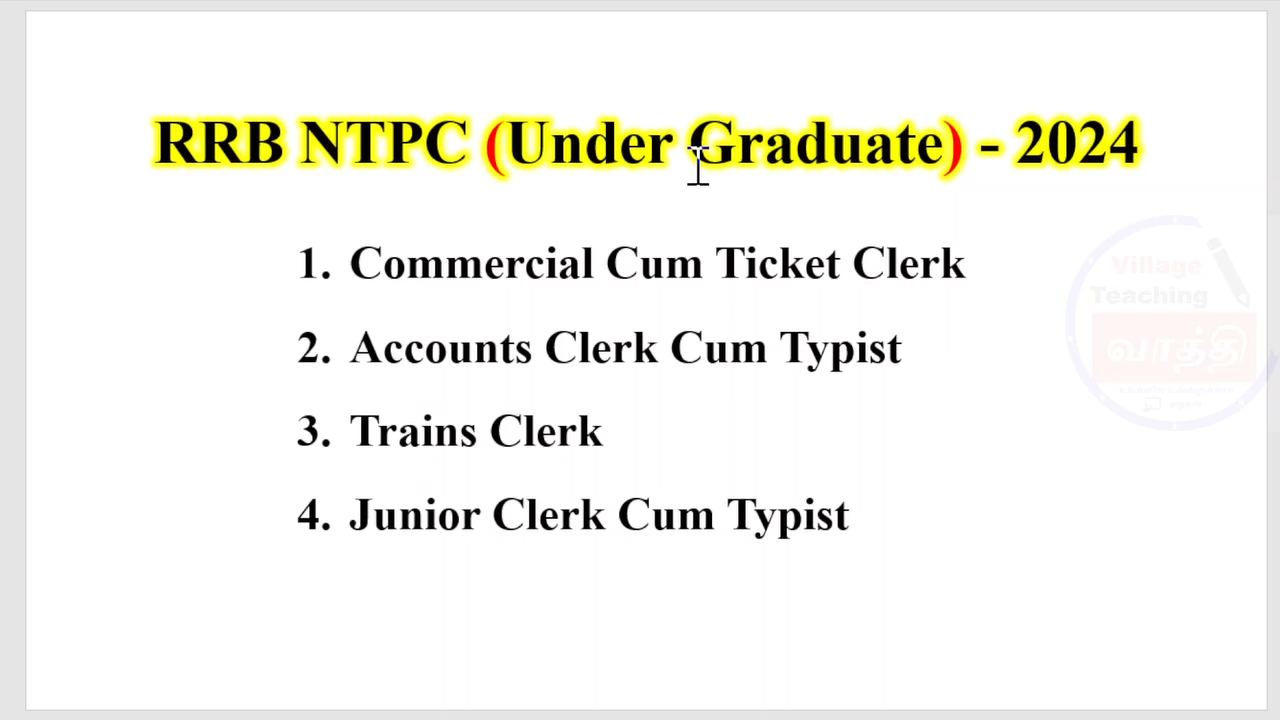 RRB NTPC (Under Graduate) - 2024
1. Commercial Cum Ticket Clerk
2. Accounts Clerk Cum Typist
3. Trains Clerk
4. Junior Clerk Cum Typist
Village
Teaching
வாத்தி